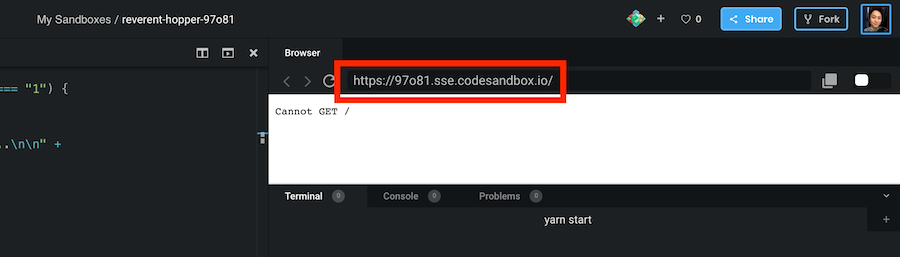 My Sandboxes / reverent-hopper-97o81
0
Share
Fork
Browser
https://97o81.sse.codesandbox.io/
=== "1") {
Cannot GET /
..\n\n" +
Terminal 0 Console 0 Problems 0
yarn start